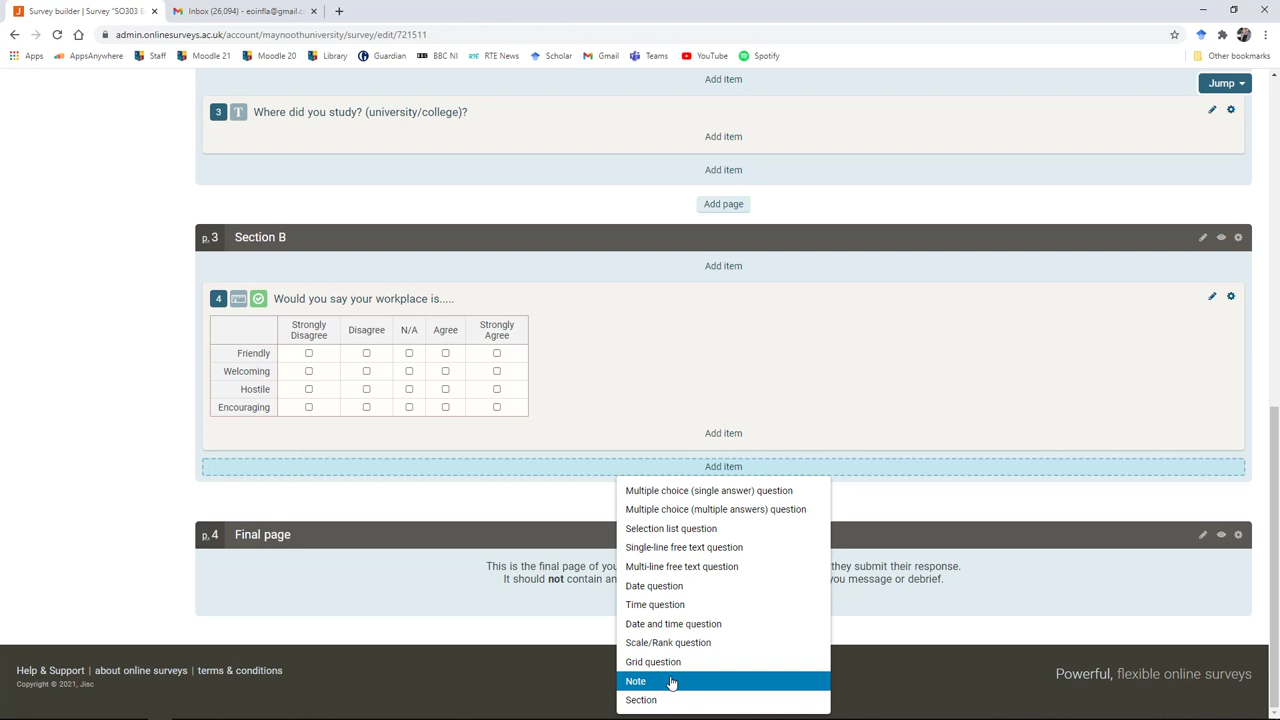 Survey builder | Survey "SO303 E
Inbox (26,094) - eoinfla@gmail.c
admin.onlinesurveys.ac.uk/account/maynoothuniversity/survey/edit/721511
Apps AppsAnywhere Staff Moodle 21 Moodle 20 Library Guardian BBC NI RTE News Scholar Gmail Teams YouTube Spotify Other bookmarks
Add item
Jump
3 T Where did you study? (university/college)?
Add item
Add item
Add page
p.3 Section B
Add item
4 Would you say your workplace is.....
Strongly Disagree Disagree N/A Agree Strongly Agree
Friendly
Welcoming
Hostile
Encouraging
Add item
Add item
Multiple choice (single answer) question
Multiple choice (multiple answers) question
Selection list question
Single-line free text question
Multi-line free text question
Date question
Time question
Date and time question
Scale/Rank question
Grid question
Note
Section
p.4 Final page
This is the final page of you they submit their response.
It should not contain an you message or debrief.
Help & Support | about online surveys | terms & conditions
Copyright © 2021, Jisc
Powerful, flexible online surveys